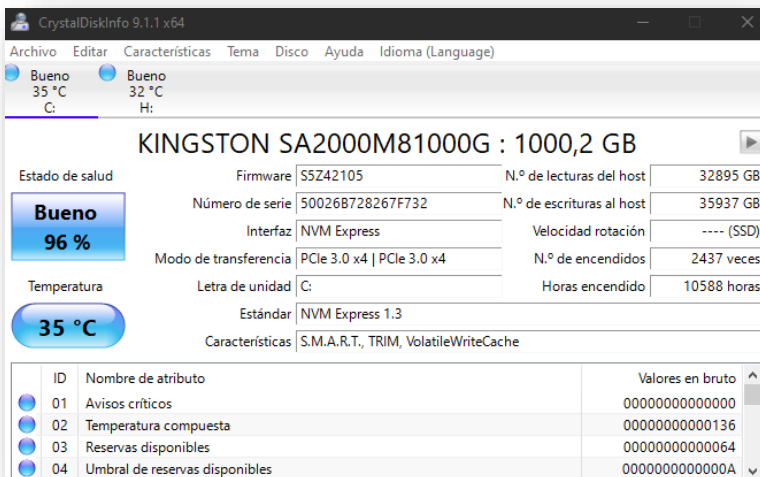 CrystalDiskInfo 9.1.1 x64
Archivo Editar Características Tema Disco Ayuda Idioma (Language)
Bueno Bueno
35 °C 32 °C
C: H:
KINGSTON SA2000M81000G : 1000,2 GB
Estado de salud Firmware S5Z42105 N.º de lecturas del host 32895 GB
Bueno Número de serie 50026B728267F732 N.º de escrituras al host 35937 GB
96 % Interfaz NVM Express Velocidad rotación ---- (SSD)
Modo de transferencia PCIe 3.0 x4 | PCIe 3.0 x4 N.º de encendidos 2437 veces
Temperatura Letra de unidad C: Horas encendido 10588 horas
35 °C Estándar NVM Express 1.3
Características S.M.A.R.T., TRIM, VolatileWriteCache
ID Nombre de atributo Valores en bruto
01 Avisos críticos 00000000000000
02 Temperatura compuesta 00000000000136
03 Reservas disponibles 00000000000064
04 Umbral de reservas disponibles 0000000000000A